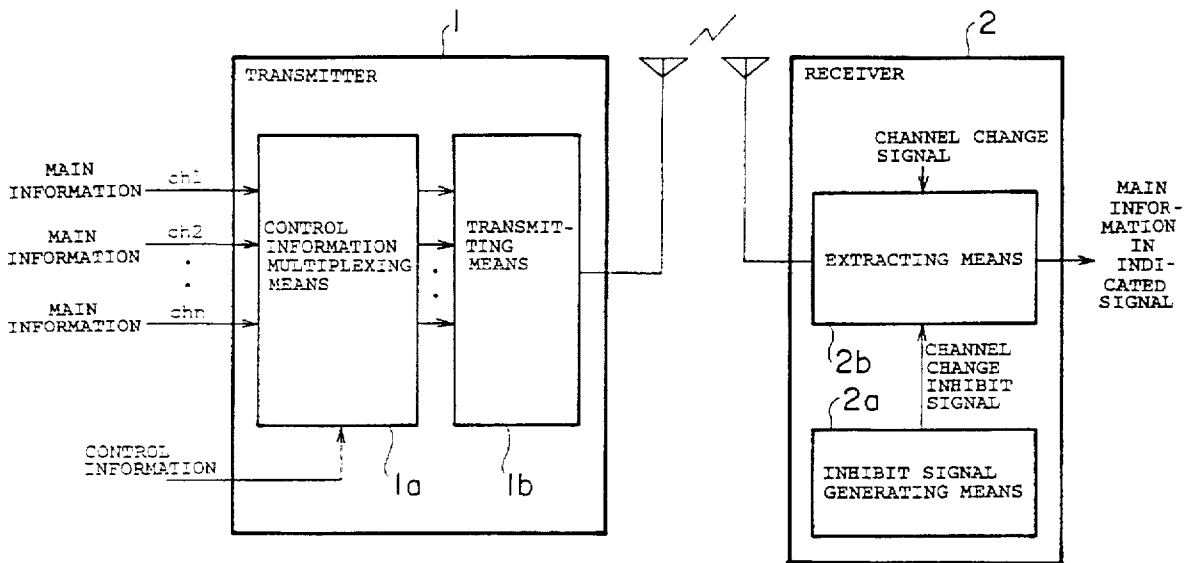 1
TRANSMITTER
MAIN
INFORMATION
ch1
MAIN
INFORMATION
ch2
MAIN
INFORMATION
chn
CONTROL
INFORMATION
MULTIPLEXING
MEANS
TRANSMIT-
TING
MEANS
CONTROL
INFORMATION
1a
1b
2
RECEIVER
CHANNEL CHANGE
SIGNAL
EXTRACTING MEANS
MAIN
INFOR-
MATION
IN
INDI-
CATED
SIGNAL
2b
CHANNEL
CHANGE
INHIBIT
SIGNAL
2a
INHIBIT SIGNAL
GENERATING MEANS